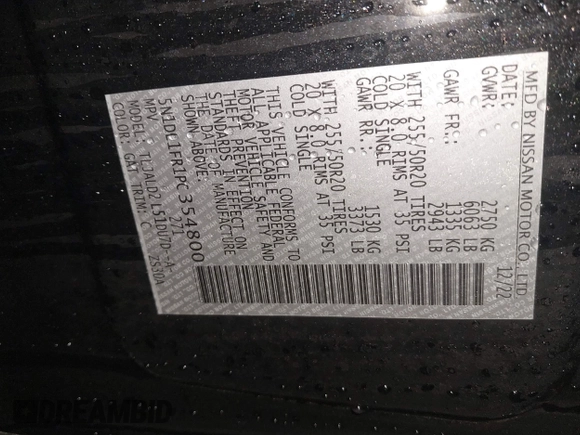 MFD BY NISSAN MOTOR CO., LTD.
DATE: 12/22
GVWR: 2750 KG
6063 LB
GAWR FR.: 1335 KG
2943 LB
WITH 255/50R20 TIRES
20 X 8.0 RIMS AT 35 PSI
COLD SINGLE
GAWR RR.: 1530 KG
3373 LB
WITH 255/50R20 TIRES
20 X 8.0 RIMS AT 35 PSI
COLD SINGLE
THIS VEHICLE CONFORMS TO
ALL APPLICABLE FEDERAL
MOTOR VEHICLE SAFETY AND
THEFT PREVENTION
STANDARDS IN EFFECT ON
THE DATE OF MANUFACTURE
SHOWN ABOVE.
271
5N1DL1FR1PC354800
MPV
COLOR: GAT TRIM:
DREAMBID